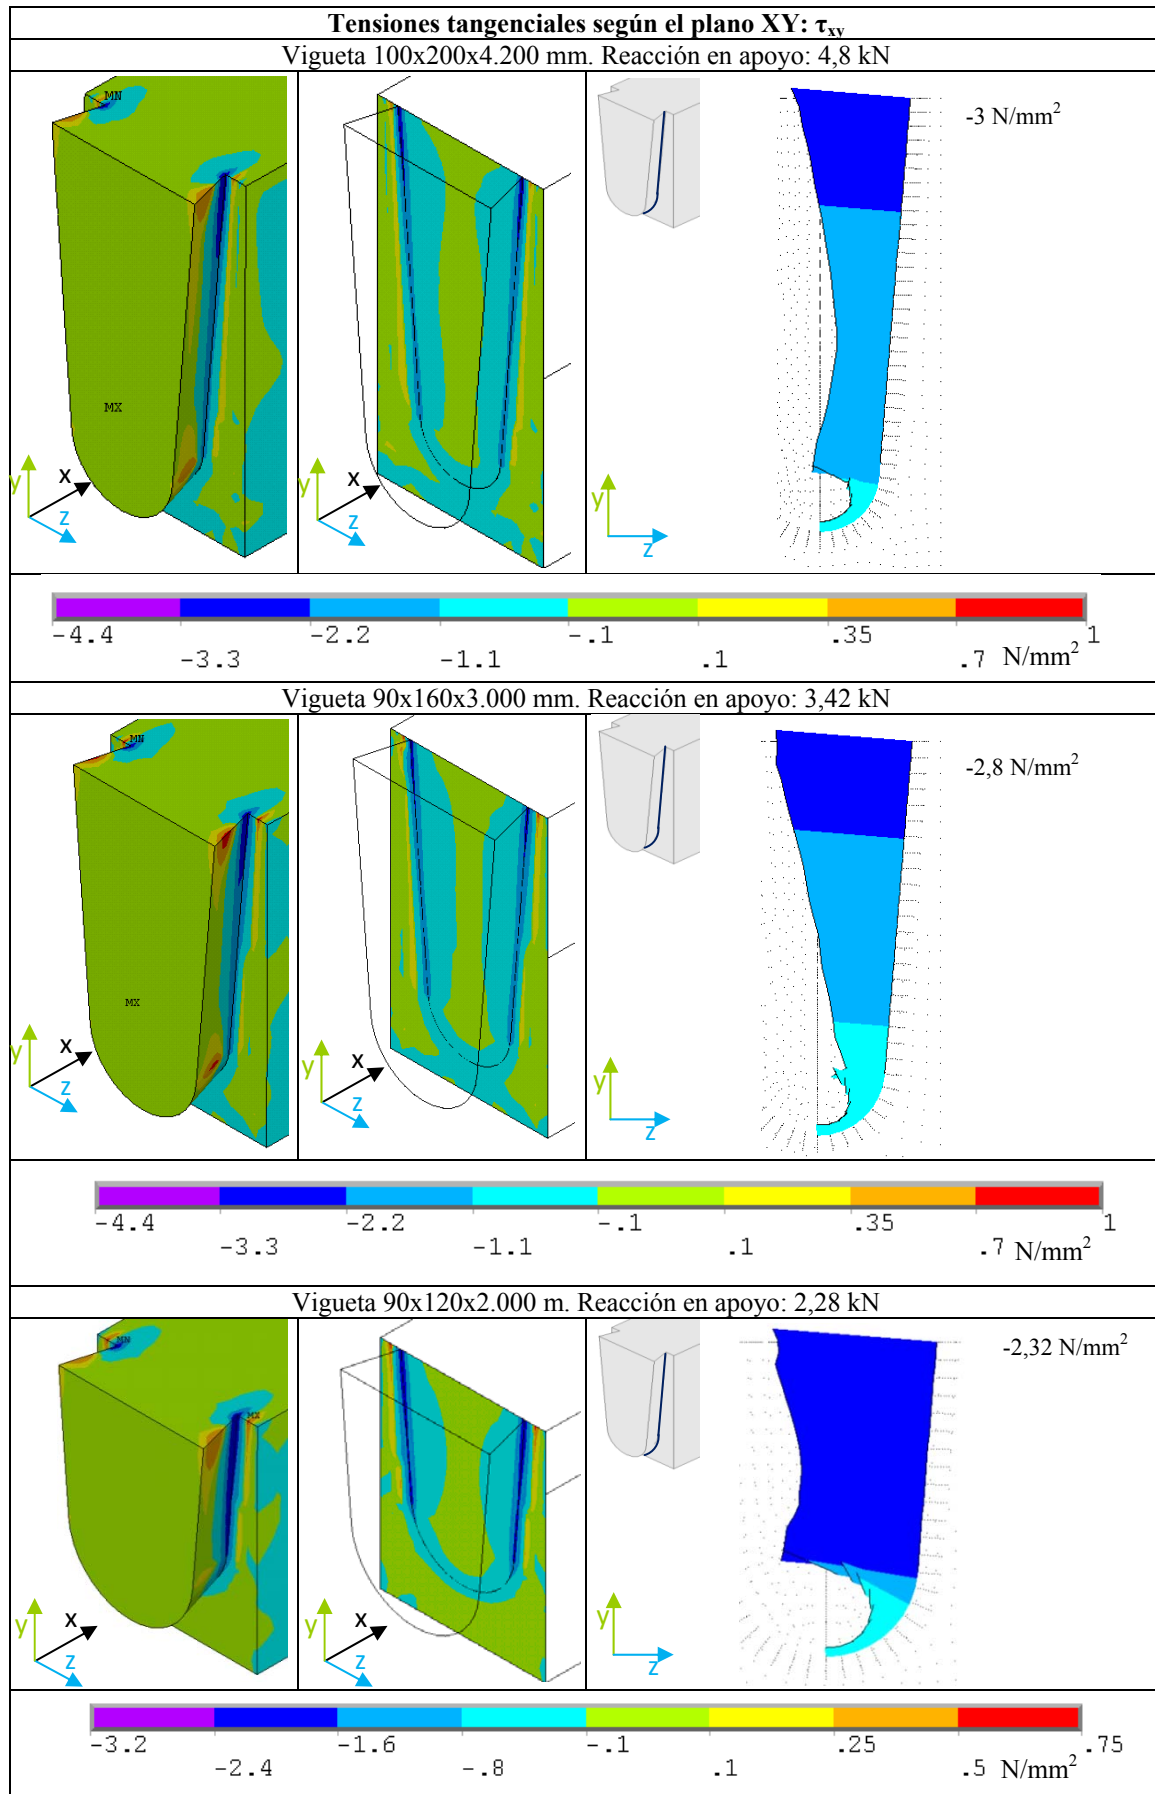 Tensiones tangenciales según el plano XY: τxy
Vigueta 100x200x4.200 mm. Reacción en apoyo: 4,8 kN
MN
MX
y x z
y x z
y z
-3 N/mm²
-4.4 -2.2 -.1 .35 1
-3.3 -1.1 .1 .7 N/mm²
Vigueta 90x160x3.000 mm. Reacción en apoyo: 3,42 kN
MN
MX
y x z
y x z
y z
-2,8 N/mm²
-4.4 -2.2 -.1 .35 1
-3.3 -1.1 .1 .7 N/mm²
Vigueta 90x120x2.000 m. Reacción en apoyo: 2,28 kN
MN
MX
y x z
y x z
y z
-2,32 N/mm²
-3.2 -1.6 -.1 .25 .75
-2.4 -.8 .1 .5 N/mm²